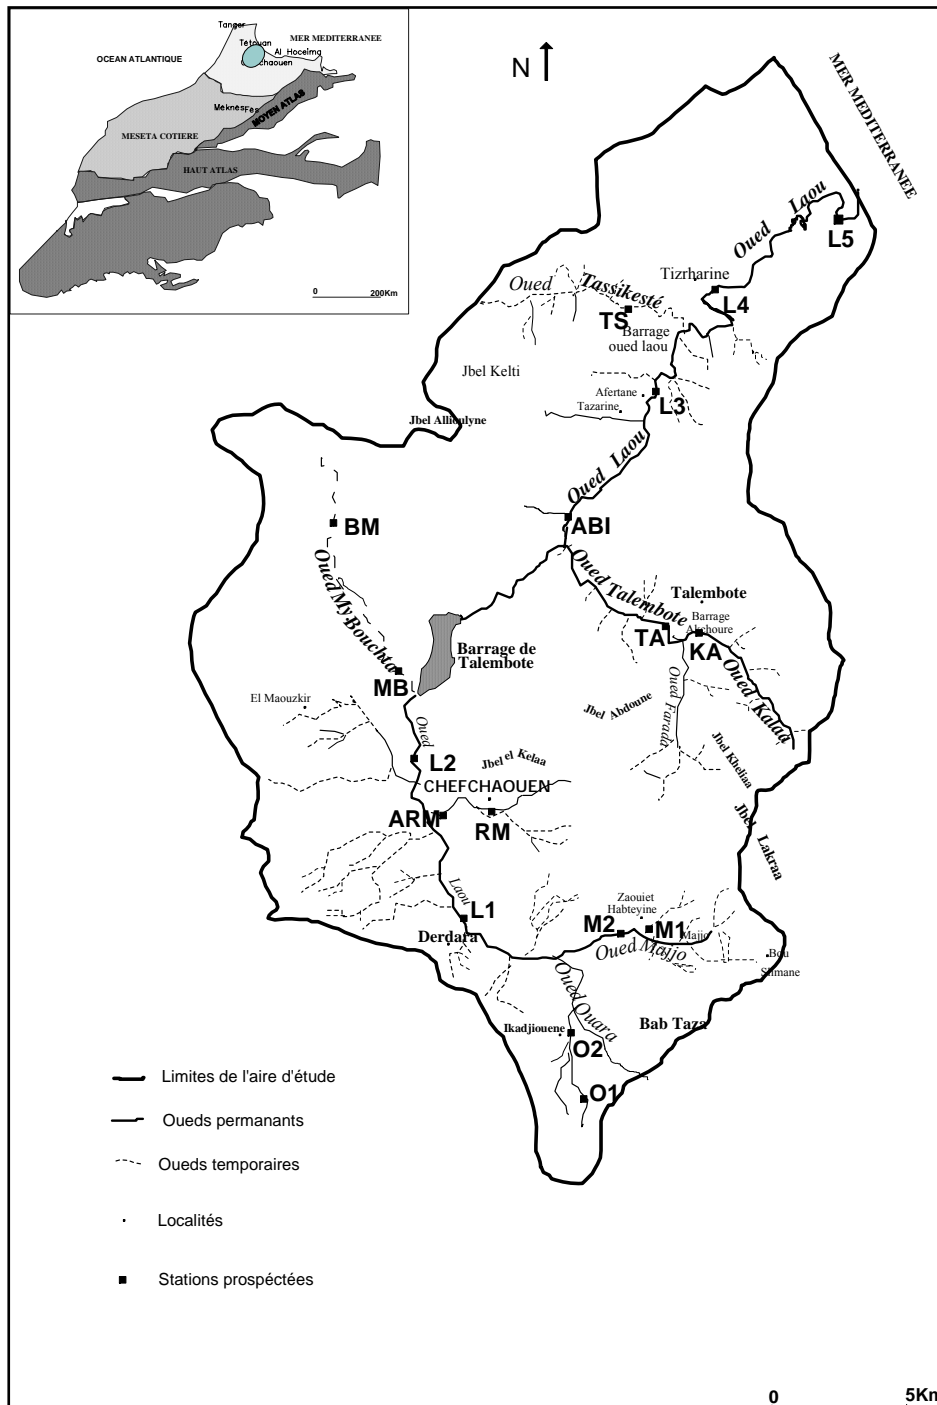 Tanger
MER MEDITERRANEE
Tétouan
Al Hoceima
OCEAN ATLANTIQUE
chaouen
Meknes Fès
MOYEN ATLAS
MESETA COTIERE
HAUT ATLAS
0 200Km
N
MER MEDITERRANEE
Oued Laou
L5
Tizrharine
Oued Tassikesté
L4
TS
Barrage
oued laou
Jbel Kelti
Afertane
L3
Tazarine
Jbel Allioulyne
Oued Laou
BM
ABI
Oued My Bouchta
Oued Talembote
Talembote
Barrage
Akchoure
TA
KA
Barrage de
Talembote
MB
Oued Kalaa
El Maouzkir
Jbel Abdoune
Oued Farada
Oued
L2
Jbel el Kelaa
Jbel Kheliaa
CHEFCHAOUEN
ARM
RM
Jbel Lakraa
Laou
Zaouiet
Habteyine
L1
M2
M1
Derdara
Majjo
Oued Majjo
Bou
Slimane
Oued Ouara
Ikadjiouene
Bab Taza
O2
O1
Limites de l'aire d'étude
Oueds permanants
Oueds temporaires
Localités
Stations prospéctées
0 5Km